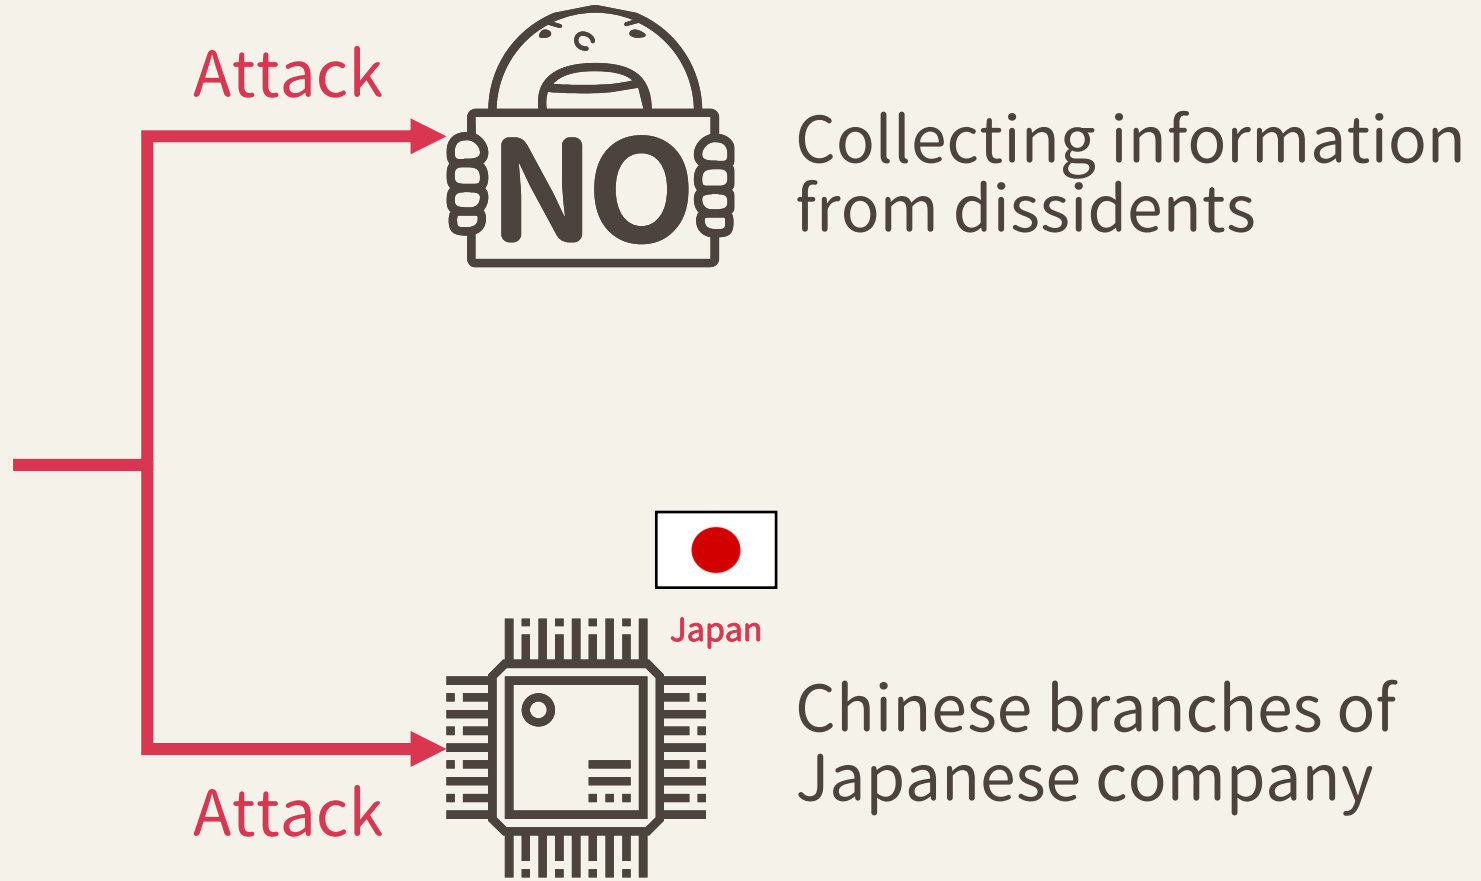 Attack
NO
Collecting information
from dissidents
Japan
Chinese branches of
Japanese company
Attack